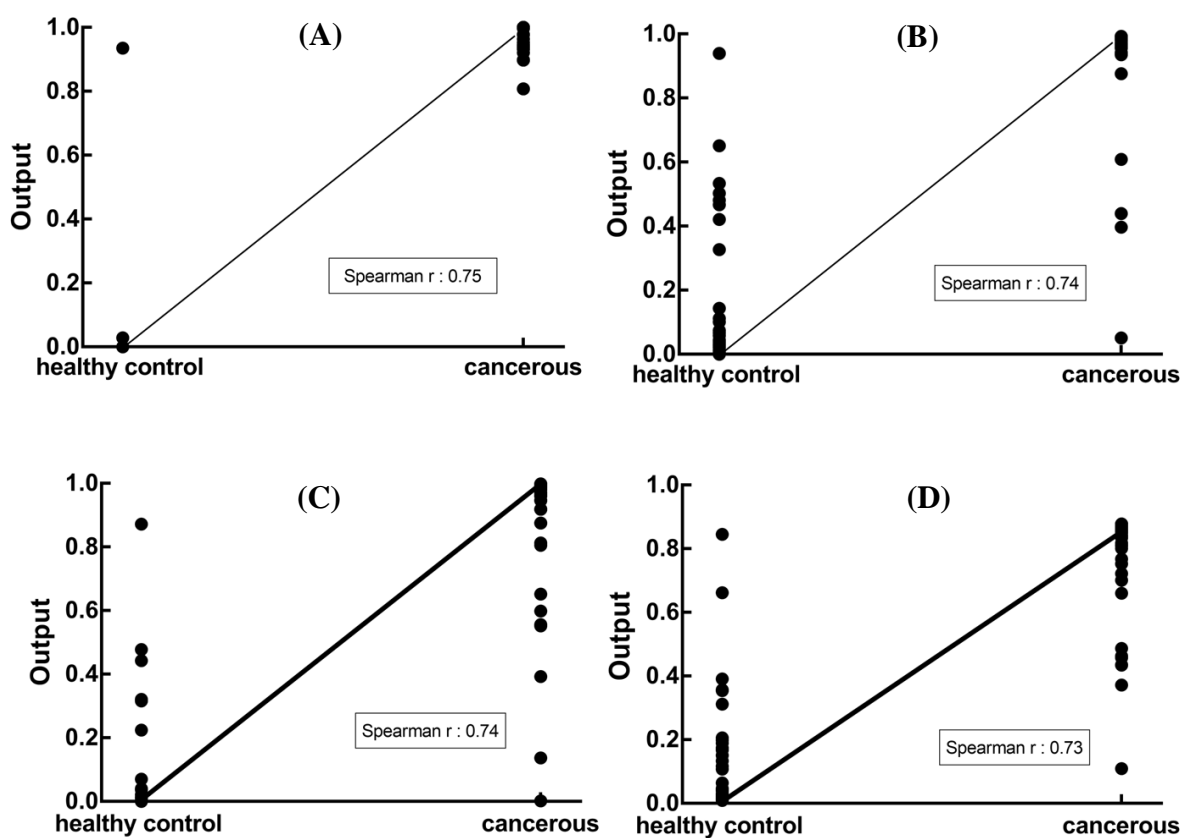 (A)
1.0
0.8
0.6
0.4
0.2
0.0
Output
Spearman r : 0.75
healthy control
cancerous
(B)
1.0
0.8
0.6
0.4
0.2
0.0
Output
Spearman r : 0.74
healthy control
cancerous
(C)
1.0
0.8
0.6
0.4
0.2
0.0
Output
Spearman r : 0.74
healthy control
cancerous
(D)
1.0
0.8
0.6
0.4
0.2
0.0
Output
Spearman r : 0.73
healthy control
cancerous